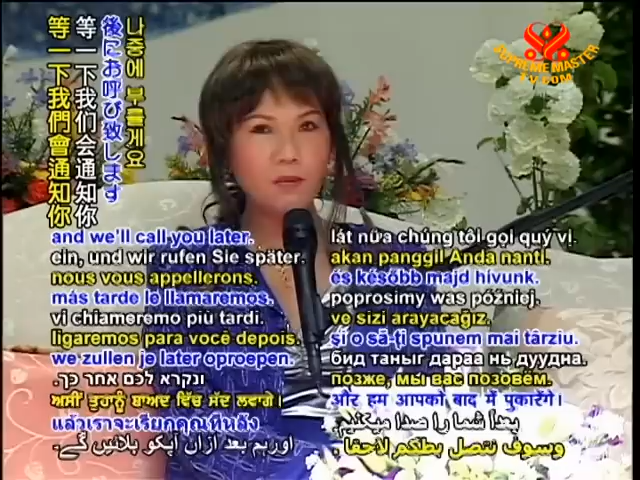 等一下我們會通知你
等一下我们会通知你
後にお呼び致します
나중에 부를게요
SUPREME MASTER
TV.COM
and we'll call you later.
cin, und wir rufen Sie später.
nous vous appellerons.
más tarde le llamaremos.
vi chiameremo più tardi.
ligaremos para você depois.
we zullen je later oproepen.
ונקרא לכם אחר כך.
ਅਸੀਂ ਤੁਹਾਨੂੰ ਬਾਅਦ ਵਿੱਚ ਸੱਦ ਲਵਾਂਗੇ।
แล้วเราจะเรียกคุณทีหลัง
اورہم بعد ازاں آپکو بلائیں گے۔
lát nữa chúng tôi gọi quý vị.
akan panggil Anda nanti.
és később majd hívunk.
poprosimy was później.
ve sizi arayacağız.
şi o să-ţi spunem mai târziu.
бид таныг дараа нь дуудна.
позже, мы вас позовём.
और हम आपको बाद में पुकारेंगे।
بعداً شما را صدا میکنیم.
وسوف نتصل بطلكم لاحقا.